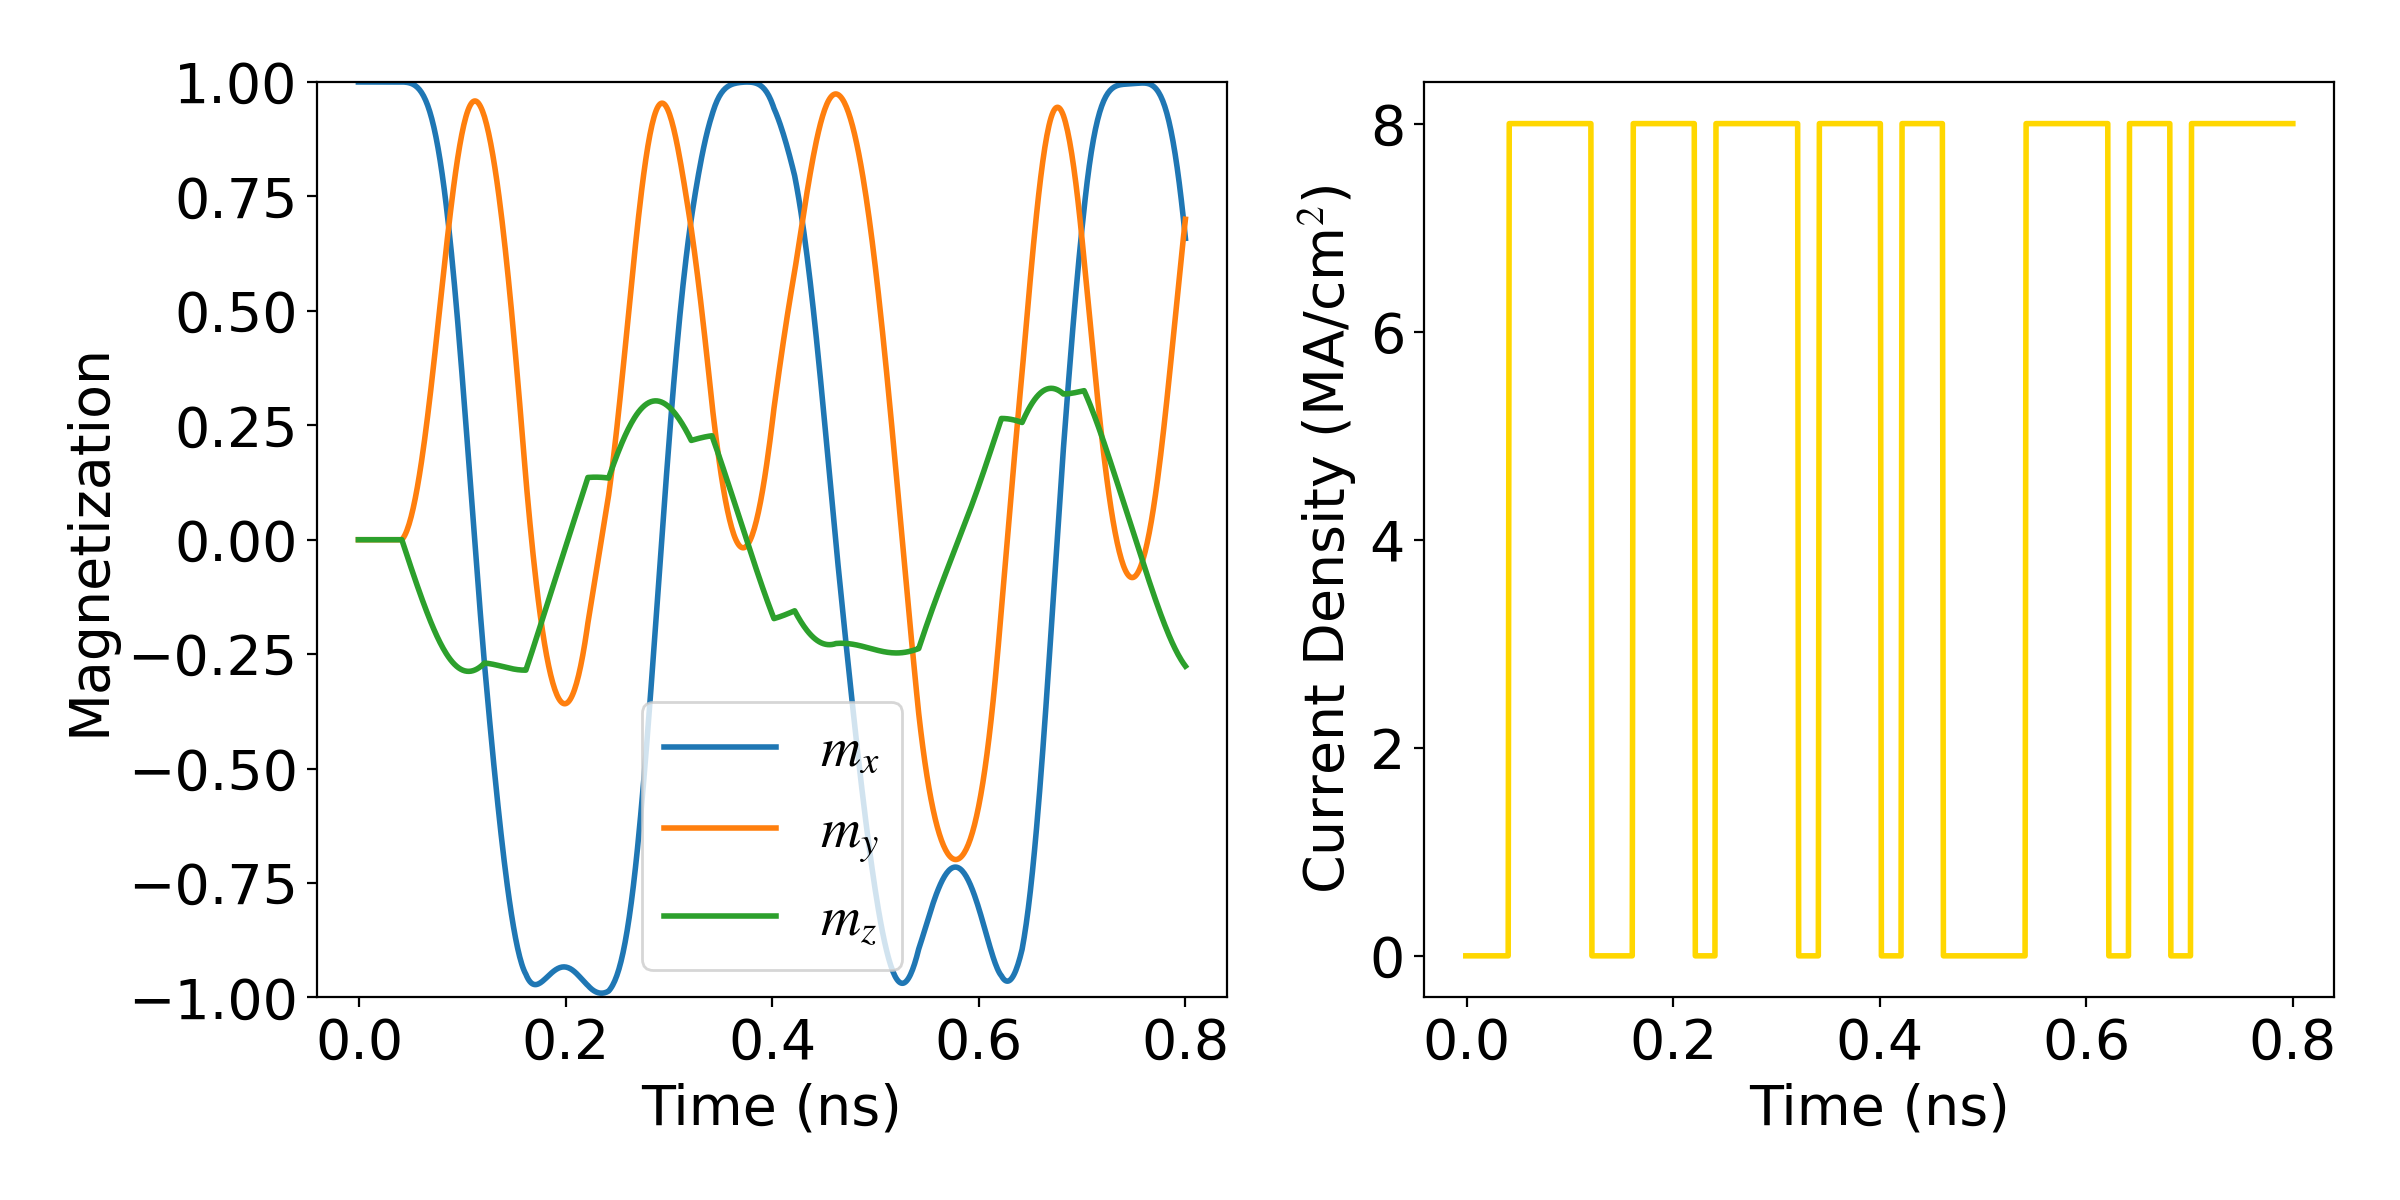 1.00
0.75
0.50
0.25
0.00
−0.25
−0.50
−0.75
−1.00
Magnetization
0.0 0.2 0.4 0.6 0.8
Time (ns)
m_x
m_y
m_z
8
6
4
2
0
Current Density (MA/cm²)
0.0 0.2 0.4 0.6 0.8
Time (ns)